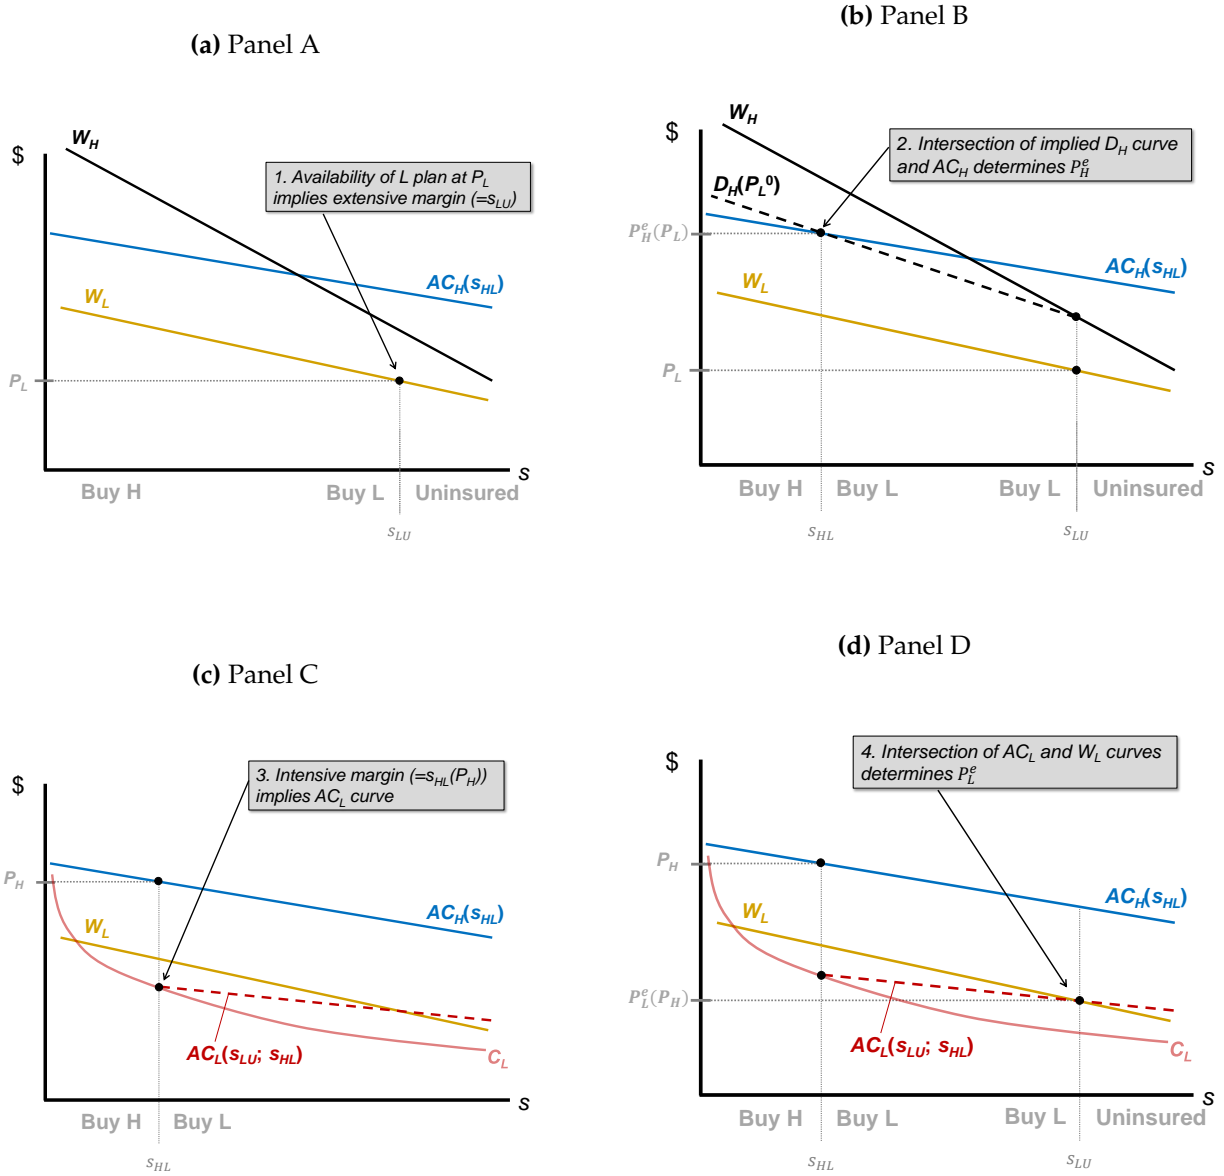 (a) Panel A
$
W_H
1. Availability of L plan at P_L
implies extensive margin (=s_LU)
AC_H(s_HL)
W_L
P_L
s
Buy H
Buy L
Uninsured
s_LU
(b) Panel B
$
W_H
2. Intersection of implied D_H curve
and AC_H determines P_H^e
D_H(P_L^0)
P_H^e(P_L)
AC_H(s_HL)
W_L
P_L
s
Buy H
Buy L
Buy L
Uninsured
s_HL
s_LU
(c) Panel C
$
3. Intensive margin (=s_HL(P_H))
implies AC_L curve
P_H
AC_H(s_HL)
W_L
AC_L(s_LU; s_HL)
C_L
s
Buy H
Buy L
s_HL
(d) Panel D
$
4. Intersection of AC_L and W_L curves
determines P_L^e
P_H
AC_H(s_HL)
W_L
P_L^e(P_H)
AC_L(s_LU; s_HL)
C_L
s
Buy H
Buy L
Buy L
Uninsured
s_HL
s_LU